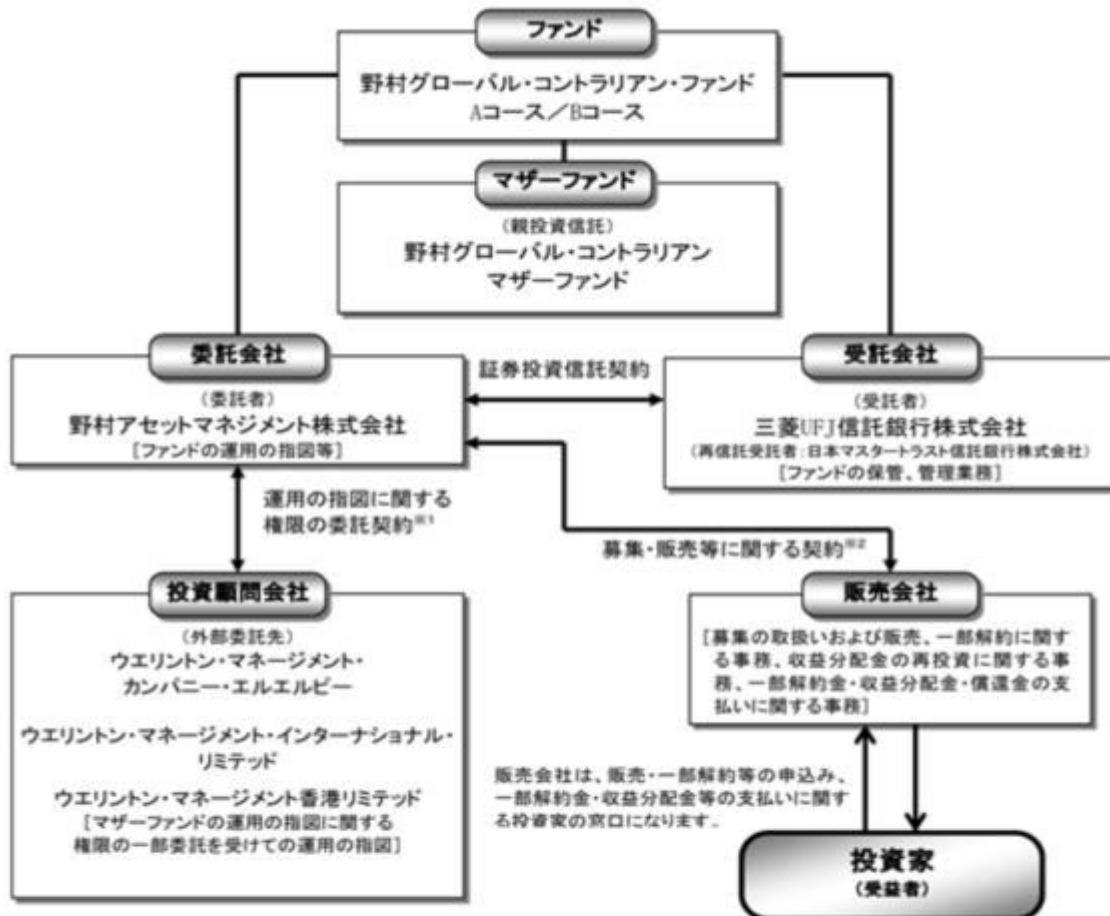 ファンド
野村グローバル・コントラリアン・ファンド
Aコース／Bコース
マザーファンド
（親投資信託）
野村グローバル・コントラリアン
マザーファンド
委託会社
（委託者）
野村アセットマネジメント株式会社
［ファンドの運用の指図等］
証券投資信託契約
受託会社
（受託者）
三菱UFJ信託銀行株式会社
（再信託受託者：日本マスタートラスト信託銀行株式会社）
［ファンドの保管、管理業務］
運用の指図に関する
権限の委託契約※1
募集・販売等に関する契約※2
投資顧問会社
（外部委託先）
ウエリントン・マネージメント・
カンパニー・エルエルピー
ウエリントン・マネージメント・インターナショナル・
リミテッド
ウエリントン・マネージメント香港リミテッド
［マザーファンドの運用の指図に関する
権限の一部委託を受けての運用の指図］
販売会社
［募集の取扱いおよび販売、一部解約に関す
る事務、収益分配金の再投資に関する事
務、一部解約金・収益分配金・償還金の支
払いに関する事務］
販売会社は、販売・一部解約等の申込み、
一部解約金・収益分配金等の支払いに関す
る投資家の窓口になります。
投資家
（受益者）